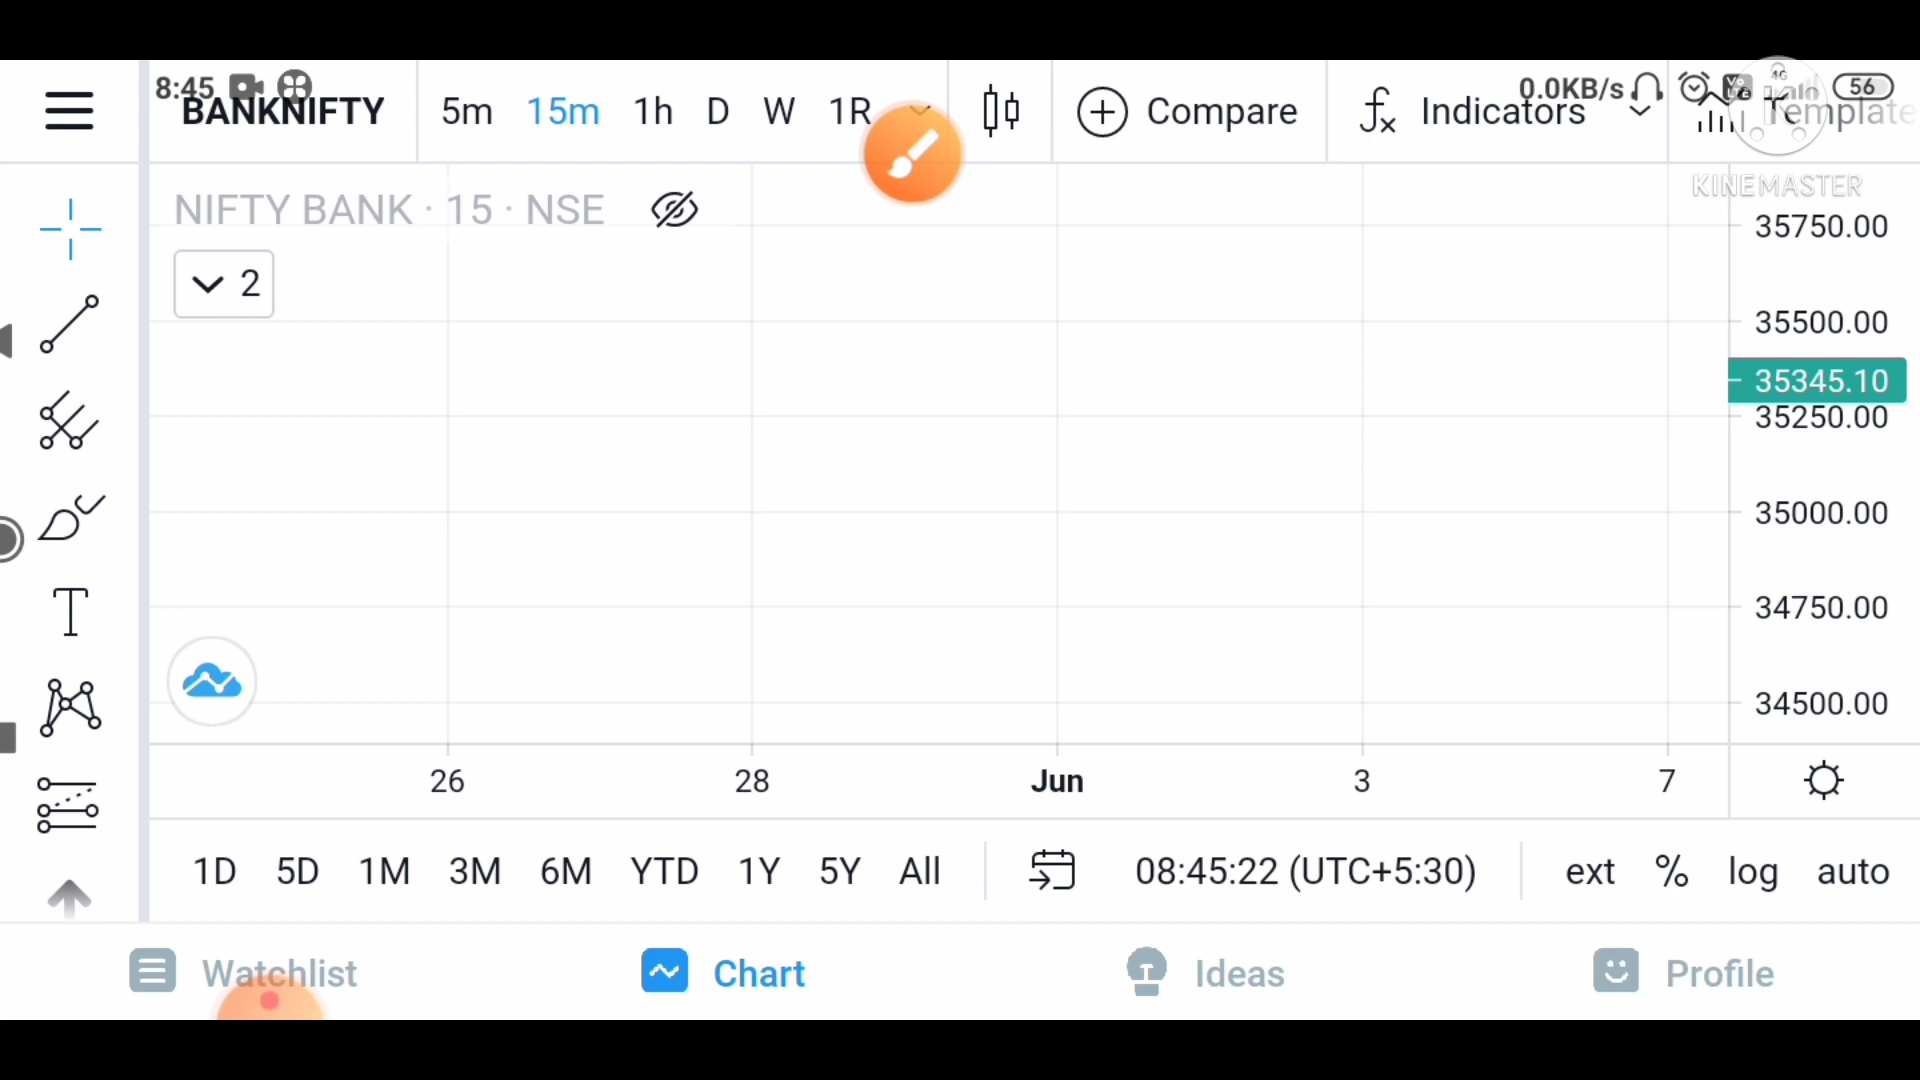 8:45
0.0KB/s
4G
56
BANKNIFTY 5m 15m 1h D W 1R Compare Indicators Template
KINEMASTER
NIFTY BANK · 15 · NSE
2
35750.00
35500.00
35345.10
35250.00
35000.00
34750.00
34500.00
26 28 Jun 3 7
1D 5D 1M 3M 6M YTD 1Y 5Y All 08:45:22 (UTC+5:30) ext % log auto
Watchlist Chart Ideas Profile